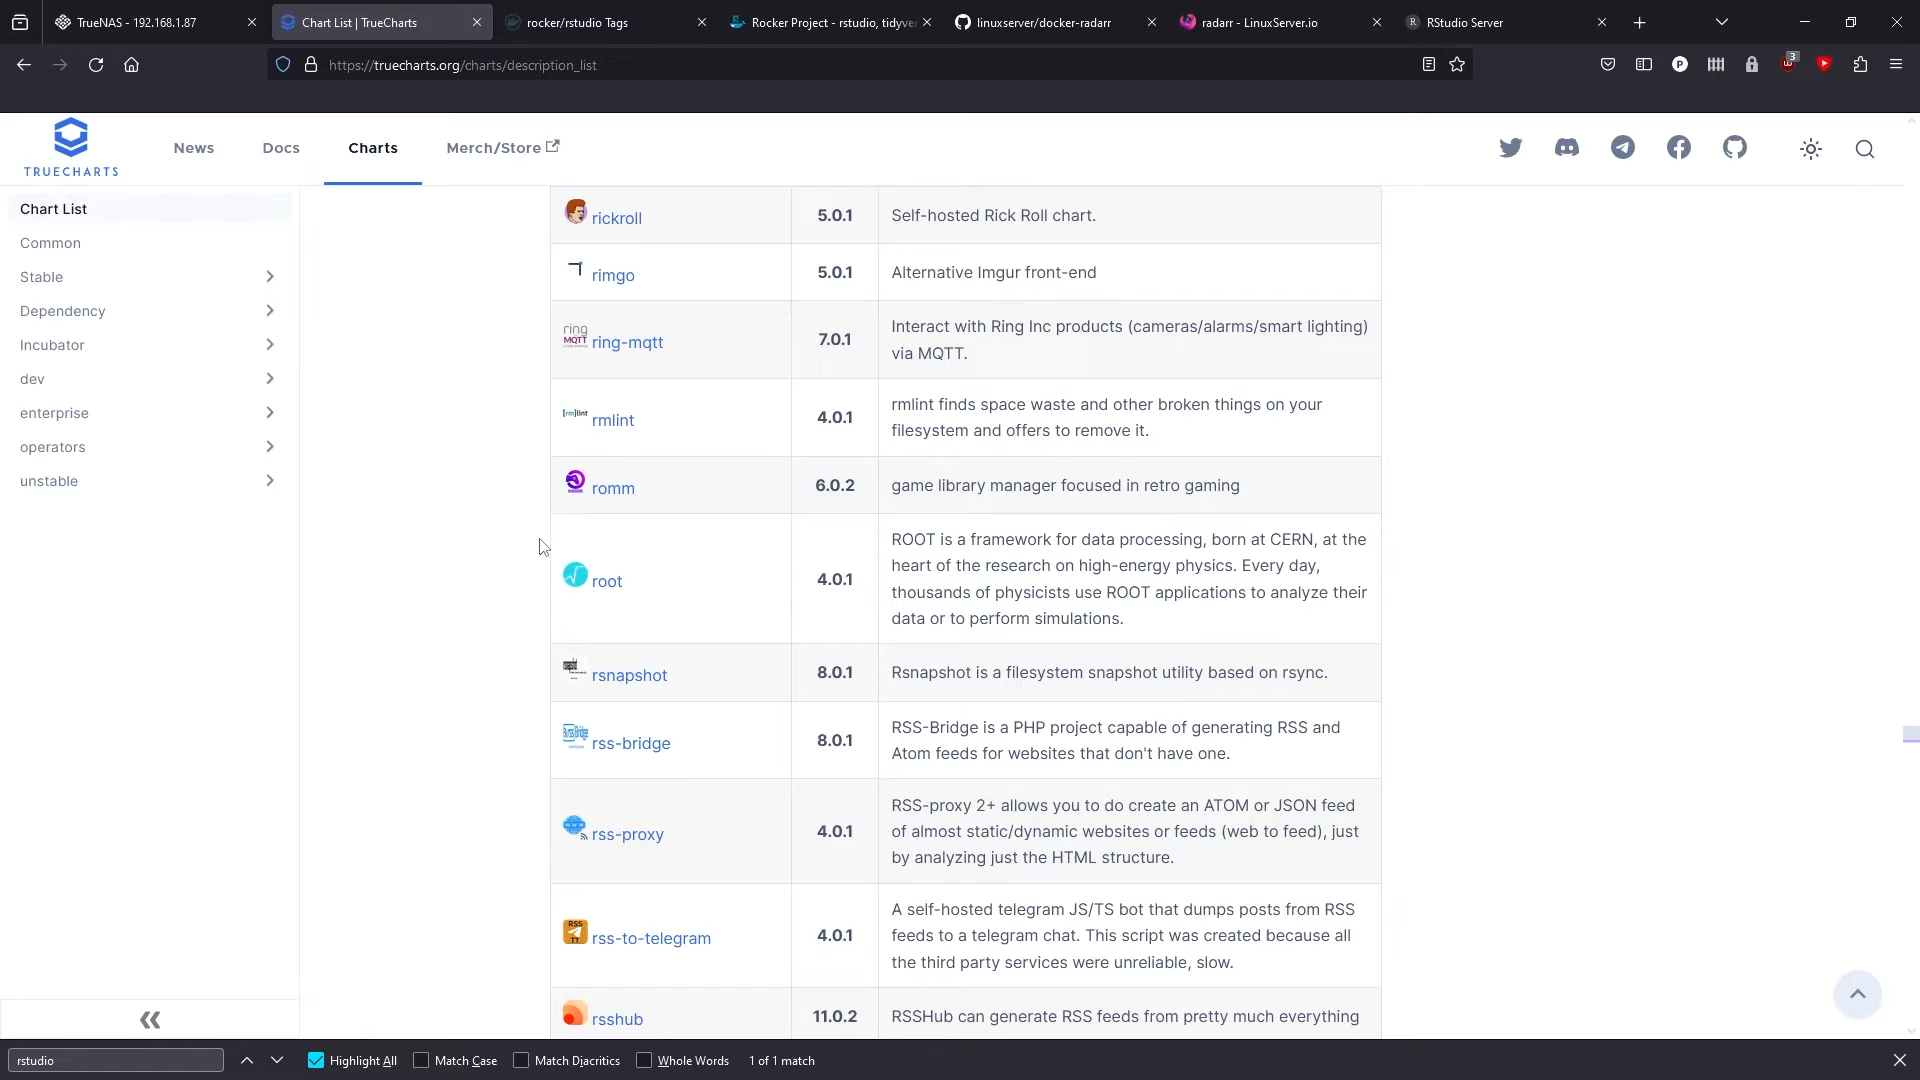 TrueNAS - 192.168.1.87
Chart List | TrueCharts
rocker/rstudio Tags
Rocker Project - rstudio, tidyver
linuxserver/docker-radarr
radarr - LinuxServer.io
RStudio Server
https://truecharts.org/charts/description_list
3
TRUECHARTS
News
Docs
Charts
Merch/Store
Chart List
Common
Stable
Dependency
Incubator
dev
enterprise
operators
unstable
rickroll
5.0.1
Self-hosted Rick Roll chart.
rimgo
5.0.1
Alternative Imgur front-end
ring
MQTT
ring-mqtt
7.0.1
Interact with Ring Inc products (cameras/alarms/smart lighting)
via MQTT.
[rm]lint
rmlint
4.0.1
rmlint finds space waste and other broken things on your
filesystem and offers to remove it.
romm
6.0.2
game library manager focused in retro gaming
root
4.0.1
ROOT is a framework for data processing, born at CERN, at the
heart of the research on high-energy physics. Every day,
thousands of physicists use ROOT applications to analyze their
data or to perform simulations.
rsnapshot
8.0.1
Rsnapshot is a filesystem snapshot utility based on rsync.
rss-bridge
8.0.1
RSS-Bridge is a PHP project capable of generating RSS and
Atom feeds for websites that don't have one.
rss-proxy
4.0.1
RSS-proxy 2+ allows you to do create an ATOM or JSON feed
of almost static/dynamic websites or feeds (web to feed), just
by analyzing just the HTML structure.
RSS
rss-to-telegram
4.0.1
A self-hosted telegram JS/TS bot that dumps posts from RSS
feeds to a telegram chat. This script was created because all
the third party services were unreliable, slow.
rsshub
11.0.2
RSSHub can generate RSS feeds from pretty much everything
rstudio
Highlight All
Match Case
Match Diacritics
Whole Words
1 of 1 match